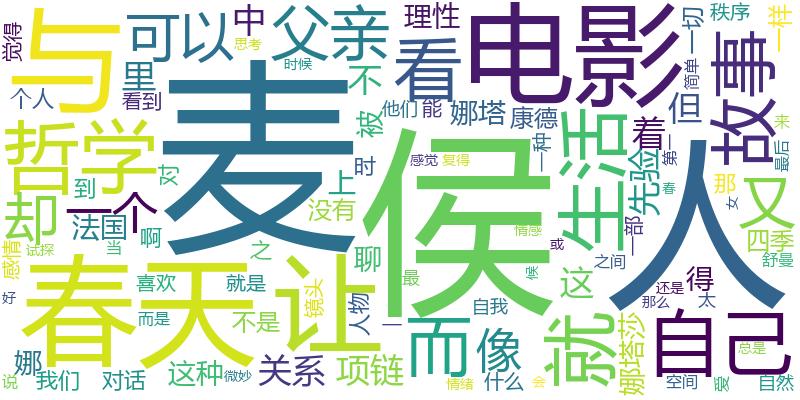 觉得
与
可以
中
思考
父亲
时候
理性
看
电影
一切
秩序
简单
一样
里
不
个人
看到
被
他们
能
娜塔
康德
但
故事
哲学
麦
侯
人
着
一种
第一
来
最后
对
时
感觉
复得
生活
先验
春
那
女
又
却
到
一个
上
没有
法国
当
啊
之
聊
情感
或
一部
四季
舒曼
感情
试探
春天
喜欢
就是
让
镜头
人物
最
候
这
之间
还是
那么
得
太
好
而是
不是
一
自我
而
像
就
娜塔莎
自己
总是
说
娜
我们
对话
这种
微妙
关系
项链
情绪
什么
会
空间
爱
自然